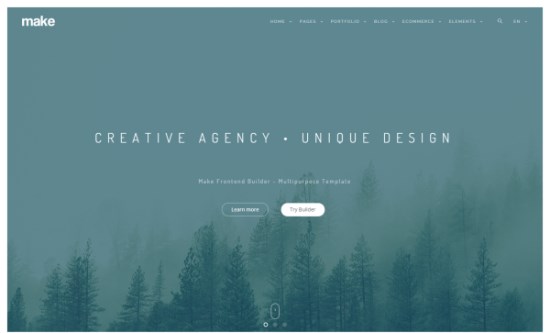 make
HOME PAGES PORTFOLIO BLOG ECOMMERCE ELEMENTS EN
CREATIVE AGENCY • UNIQUE DESIGN
Make Frontend Builder - Multipurpose Template
Learn more Try Builder